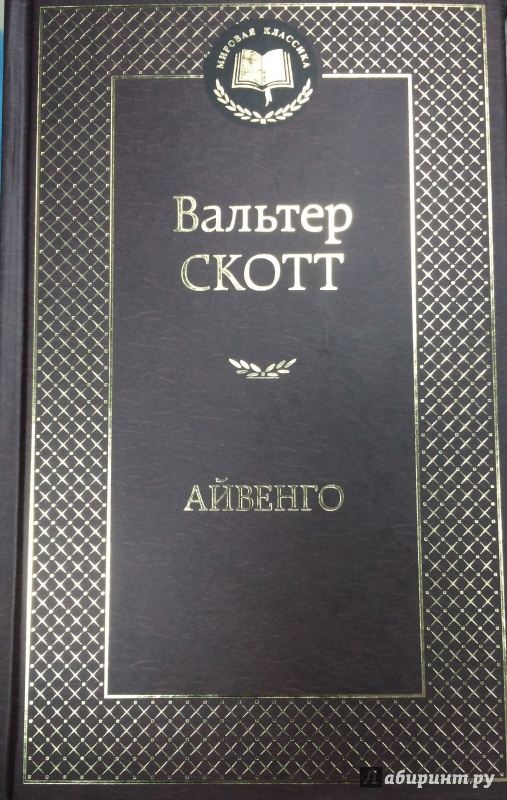 МИРОВАЯ КЛАССИКА
Вальтер
СКОТТ
АЙВЕНГО
Лабиринт.ру